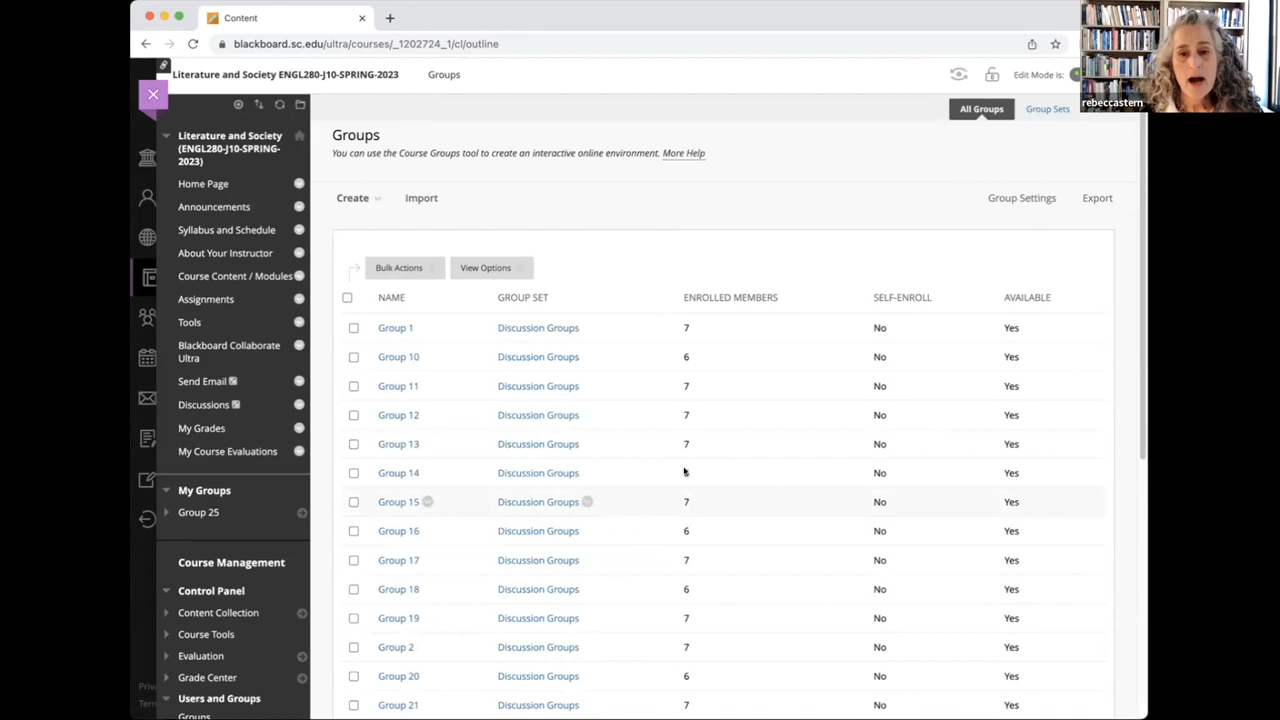 Content
blackboard.sc.edu/ultra/courses/_1202724_1/cl/outline
Literature and Society ENGL280-J10-SPRING-2023
Groups
Edit Mode is:
rebeccastern
Literature and Society
(ENGL280-J10-SPRING-
2023)
Home Page
Announcements
Syllabus and Schedule
About Your Instructor
Course Content / Modules
Assignments
Tools
Blackboard Collaborate
Ultra
Send Email
Discussions
My Grades
My Course Evaluations
My Groups
Group 25
Course Management
Control Panel
Content Collection
Course Tools
Evaluation
Grade Center
Users and Groups
Groups
All Groups
Group Sets
Groups
You can use the Course Groups tool to create an interactive online environment. More Help
Create
Import
Group Settings
Export
Bulk Actions
View Options
NAME GROUP SET ENROLLED MEMBERS SELF-ENROLL AVAILABLE
Group 1 Discussion Groups 7 No Yes
Group 10 Discussion Groups 6 No Yes
Group 11 Discussion Groups 7 No Yes
Group 12 Discussion Groups 7 No Yes
Group 13 Discussion Groups 7 No Yes
Group 14 Discussion Groups No Yes
Group 15 Discussion Groups 7 No Yes
Group 16 Discussion Groups 6 No Yes
Group 17 Discussion Groups 7 No Yes
Group 18 Discussion Groups 6 No Yes
Group 19 Discussion Groups 7 No Yes
Group 2 Discussion Groups 7 No Yes
Group 20 Discussion Groups 6 No Yes
Group 21 Discussion Groups 7 No Yes